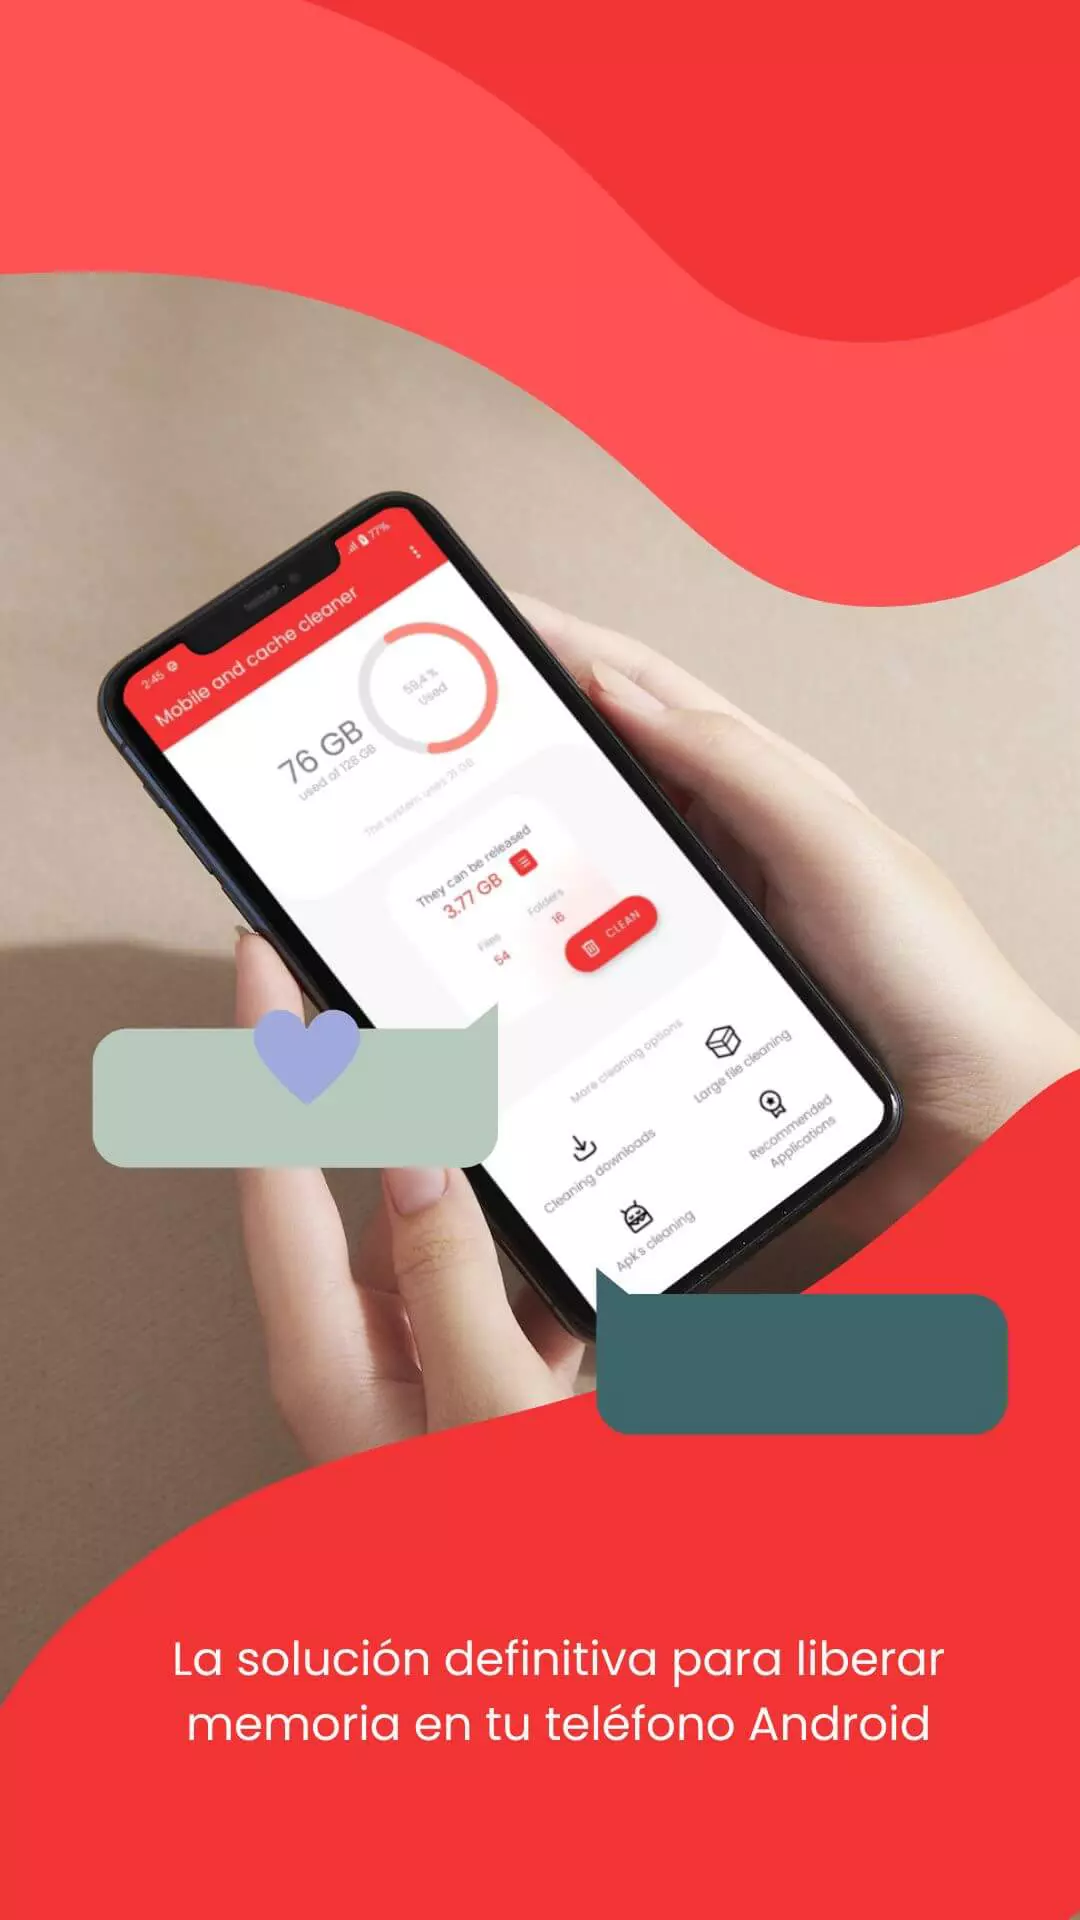 2:45
77%
Mobile and cache cleaner
59.4 %
Used
76 GB
used of 128 GB
The system uses 21 GB
They can be released
3.77 GB
Files
Folders
54
16
CLEAN
More cleaning options
Cleaning downloads
Large file cleaning
Apk's cleaning
Recommended
Applications
La solución definitiva para liberar
memoria en tu teléfono Android